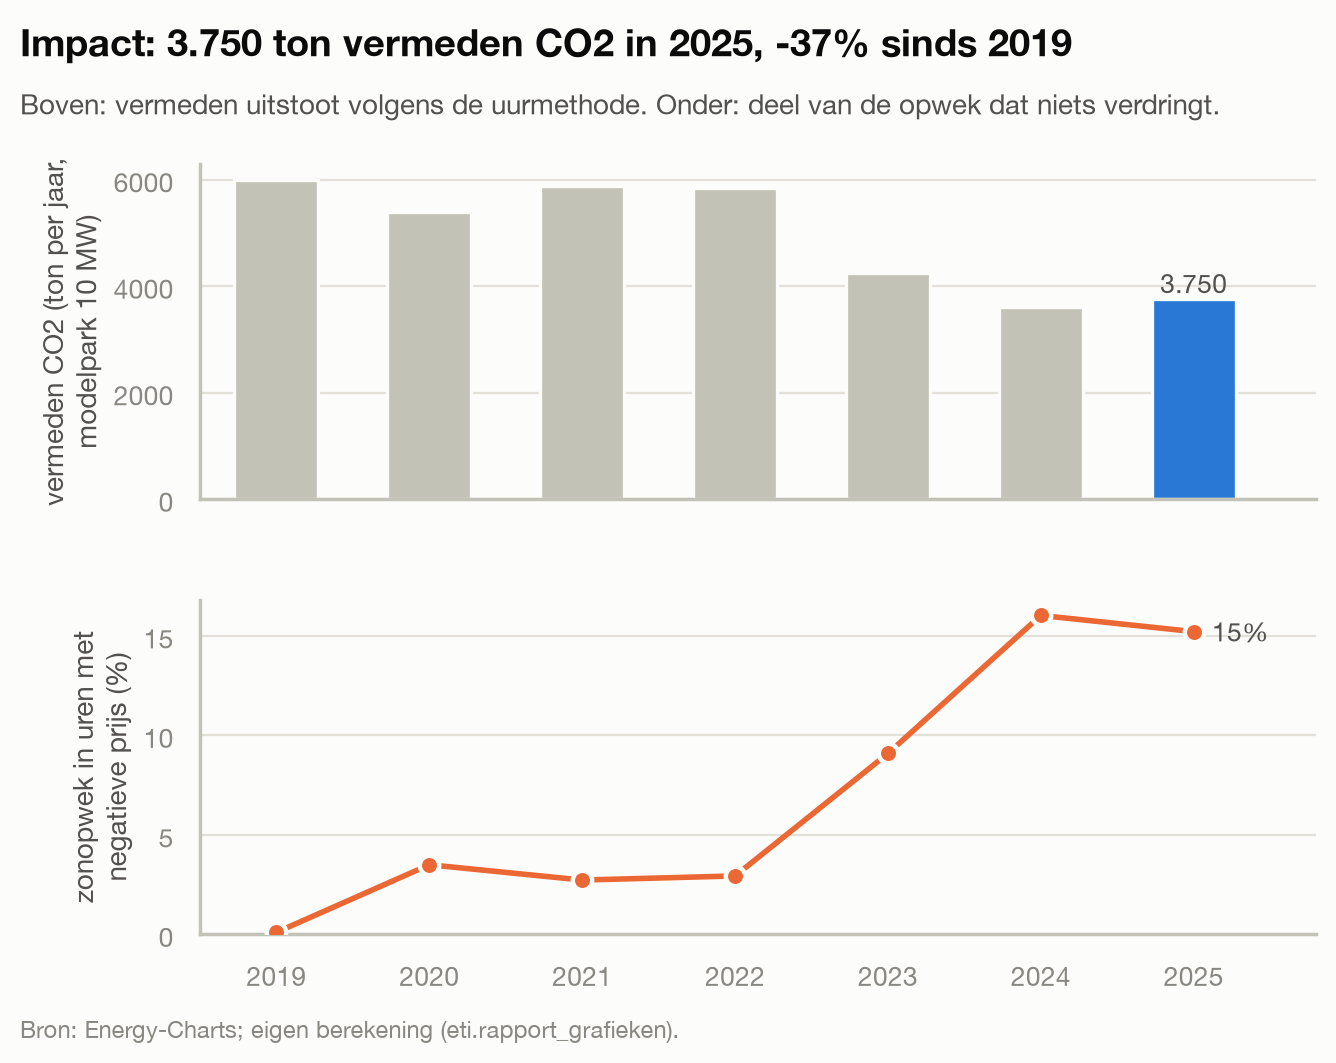 Impact: 3.750 ton vermeden CO2 in 2025, -37% sinds 2019
Boven: vermeden uitstoot volgens de uurmethode. Onder: deel van de opwek dat niets verdringt.
vermeden CO2 (ton per jaar,
modelpark 10 MW)
6000
4000
2000
0
3.750
zonopwek in uren met
negatieve prijs (%)
15
10
5
0
15%
2019 2020 2021 2022 2023 2024 2025
Bron: Energy-Charts; eigen berekening (eti.rapport_grafieken).